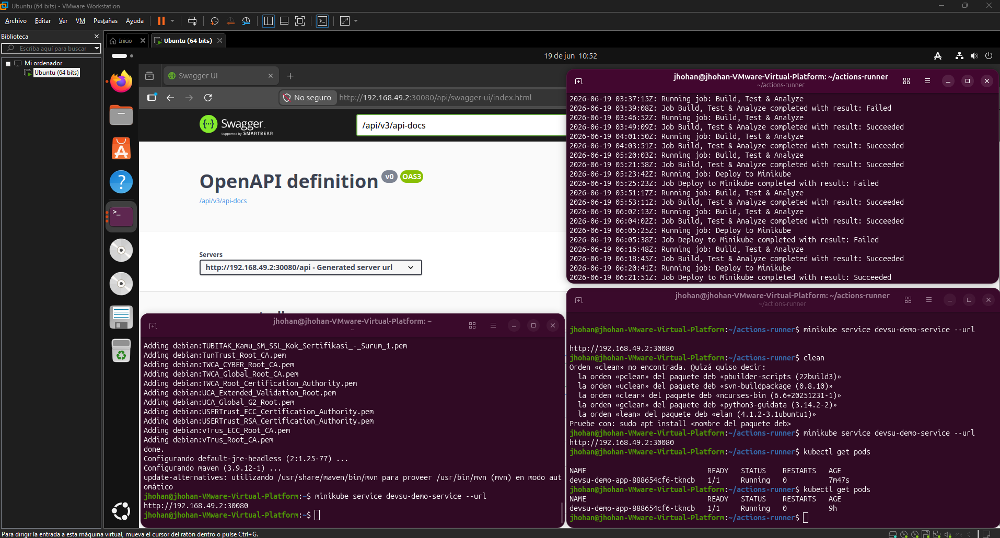 Ubuntu (64 bits) - VMware Workstation
Archivo Editar Ver VM Pestañas Ayuda
Biblioteca
Escriba aquí para buscar
Mi ordenador
Ubuntu (64 bits)
Inicio
Ubuntu (64 bits)
19 de jun 10:52
Swagger UI
No seguro
http://192.168.49.2:30080/api/swagger-ui/index.html
Swagger.
Supported by SMARTBEAR
/api/v3/api-docs
OpenAPI definition v0 OAS3
/api/v3/api-docs
Servers
http://192.168.49.2:30080/api - Generated server url
jhohan@jhohan-VMware-Virtual-Platform: ~/actions-runner
~/actions-runner
2026-06-19 03:37:15Z: Running job: Build, Test & Analyze
2026-06-19 03:39:08Z: Job Build, Test & Analyze completed with result: Failed
2026-06-19 03:46:52Z: Running job: Build, Test & Analyze
2026-06-19 03:49:09Z: Job Build, Test & Analyze completed with result: Succeeded
2026-06-19 04:01:50Z: Running job: Build, Test & Analyze
2026-06-19 04:03:51Z: Job Build, Test & Analyze completed with result: Succeeded
2026-06-19 05:20:03Z: Running job: Build, Test & Analyze
2026-06-19 05:21:58Z: Job Build, Test & Analyze completed with result: Succeeded
2026-06-19 05:23:42Z: Running job: Deploy to Minikube
2026-06-19 05:25:23Z: Job Deploy to Minikube completed with result: Failed
2026-06-19 05:51:17Z: Running job: Build, Test & Analyze
2026-06-19 05:53:11Z: Job Build, Test & Analyze completed with result: Succeeded
2026-06-19 06:02:13Z: Running job: Build, Test & Analyze
2026-06-19 06:04:02Z: Job Build, Test & Analyze completed with result: Succeeded
2026-06-19 06:05:25Z: Running job: Deploy to Minikube
2026-06-19 06:05:38Z: Job Deploy to Minikube completed with result: Failed
2026-06-19 06:16:48Z: Running job: Build, Test & Analyze
2026-06-19 06:18:45Z: Job Build, Test & Analyze completed with result: Succeeded
2026-06-19 06:20:41Z: Running job: Deploy to Minikube
2026-06-19 06:21:51Z: Job Deploy to Minikube completed with result: Succeeded
jhohan@jhohan-VMware-Virtual-Platform: ~
~
Adding debian:TUBITAK_Kamu_SM_SSL_Kok_Sertifikasi_-_Surum_1.pem
Adding debian:TunTrust_Root_CA.pem
Adding debian:TWCA_CYBER_Root_CA.pem
Adding debian:TWCA_Global_Root_CA.pem
Adding debian:TWCA_Root_Certification_Authority.pem
Adding debian:UCA_Extended_Validation_Root.pem
Adding debian:UCA_Global_G2_Root.pem
Adding debian:USERTrust_ECC_Certification_Authority.pem
Adding debian:USERTrust_RSA_Certification_Authority.pem
Adding debian:vTrus_ECC_Root_CA.pem
Adding debian:vTrus_Root_CA.pem
done.
Configurando default-jre-headless (2:1.25-77) ...
Configurando maven (3.9.12-1) ...
update-alternatives: utilizando /usr/share/maven/bin/mvn para proveer /usr/bin/mvn (mvn) en modo aut
omático
jhohan@jhohan-VMware-Virtual-Platform:~$ minikube service devsu-demo-service --url
http://192.168.49.2:30080
jhohan@jhohan-VMware-Virtual-Platform:~$
jhohan@jhohan-VMware-Virtual-Platform: ~/actions-runner
~/actions-runner
jhohan@jhohan-VMware-Virtual-Platform:~/actions-runner$ minikube service devsu-demo-service --url
http://192.168.49.2:30080
jhohan@jhohan-VMware-Virtual-Platform:~/actions-runner$ clean
Orden «clean» no encontrada. Quizá quiso decir:
la orden «pclean» del paquete deb «pbuilder-scripts (22build3)»
la orden «uclean» del paquete deb «svn-buildpackage (0.8.10)»
la orden «clear» del paquete deb «ncurses-bin (6.6+20251231-1)»
la orden «gclean» del paquete deb «python3-guidata (3.14.2-2)»
la orden «lean» del paquete deb «elan (4.1.2-3.1ubuntu1)»
Pruebe con: sudo apt install <nombre del paquete deb>
jhohan@jhohan-VMware-Virtual-Platform:~/actions-runner$ minikube service devsu-demo-service --url
http://192.168.49.2:30080
jhohan@jhohan-VMware-Virtual-Platform:~/actions-runner$ kubectl get pods
NAME READY STATUS RESTARTS AGE
devsu-demo-app-888654cf6-tkncb 1/1 Running 0 7m47s
jhohan@jhohan-VMware-Virtual-Platform:~/actions-runner$ kubectl get pods
NAME READY STATUS RESTARTS AGE
devsu-demo-app-888654cf6-tkncb 1/1 Running 0 9h
jhohan@jhohan-VMware-Virtual-Platform:~/actions-runner$
Para dirigir la entrada a esta máquina virtual, mueva el cursor del ratón dentro o pulse Ctrl+G.